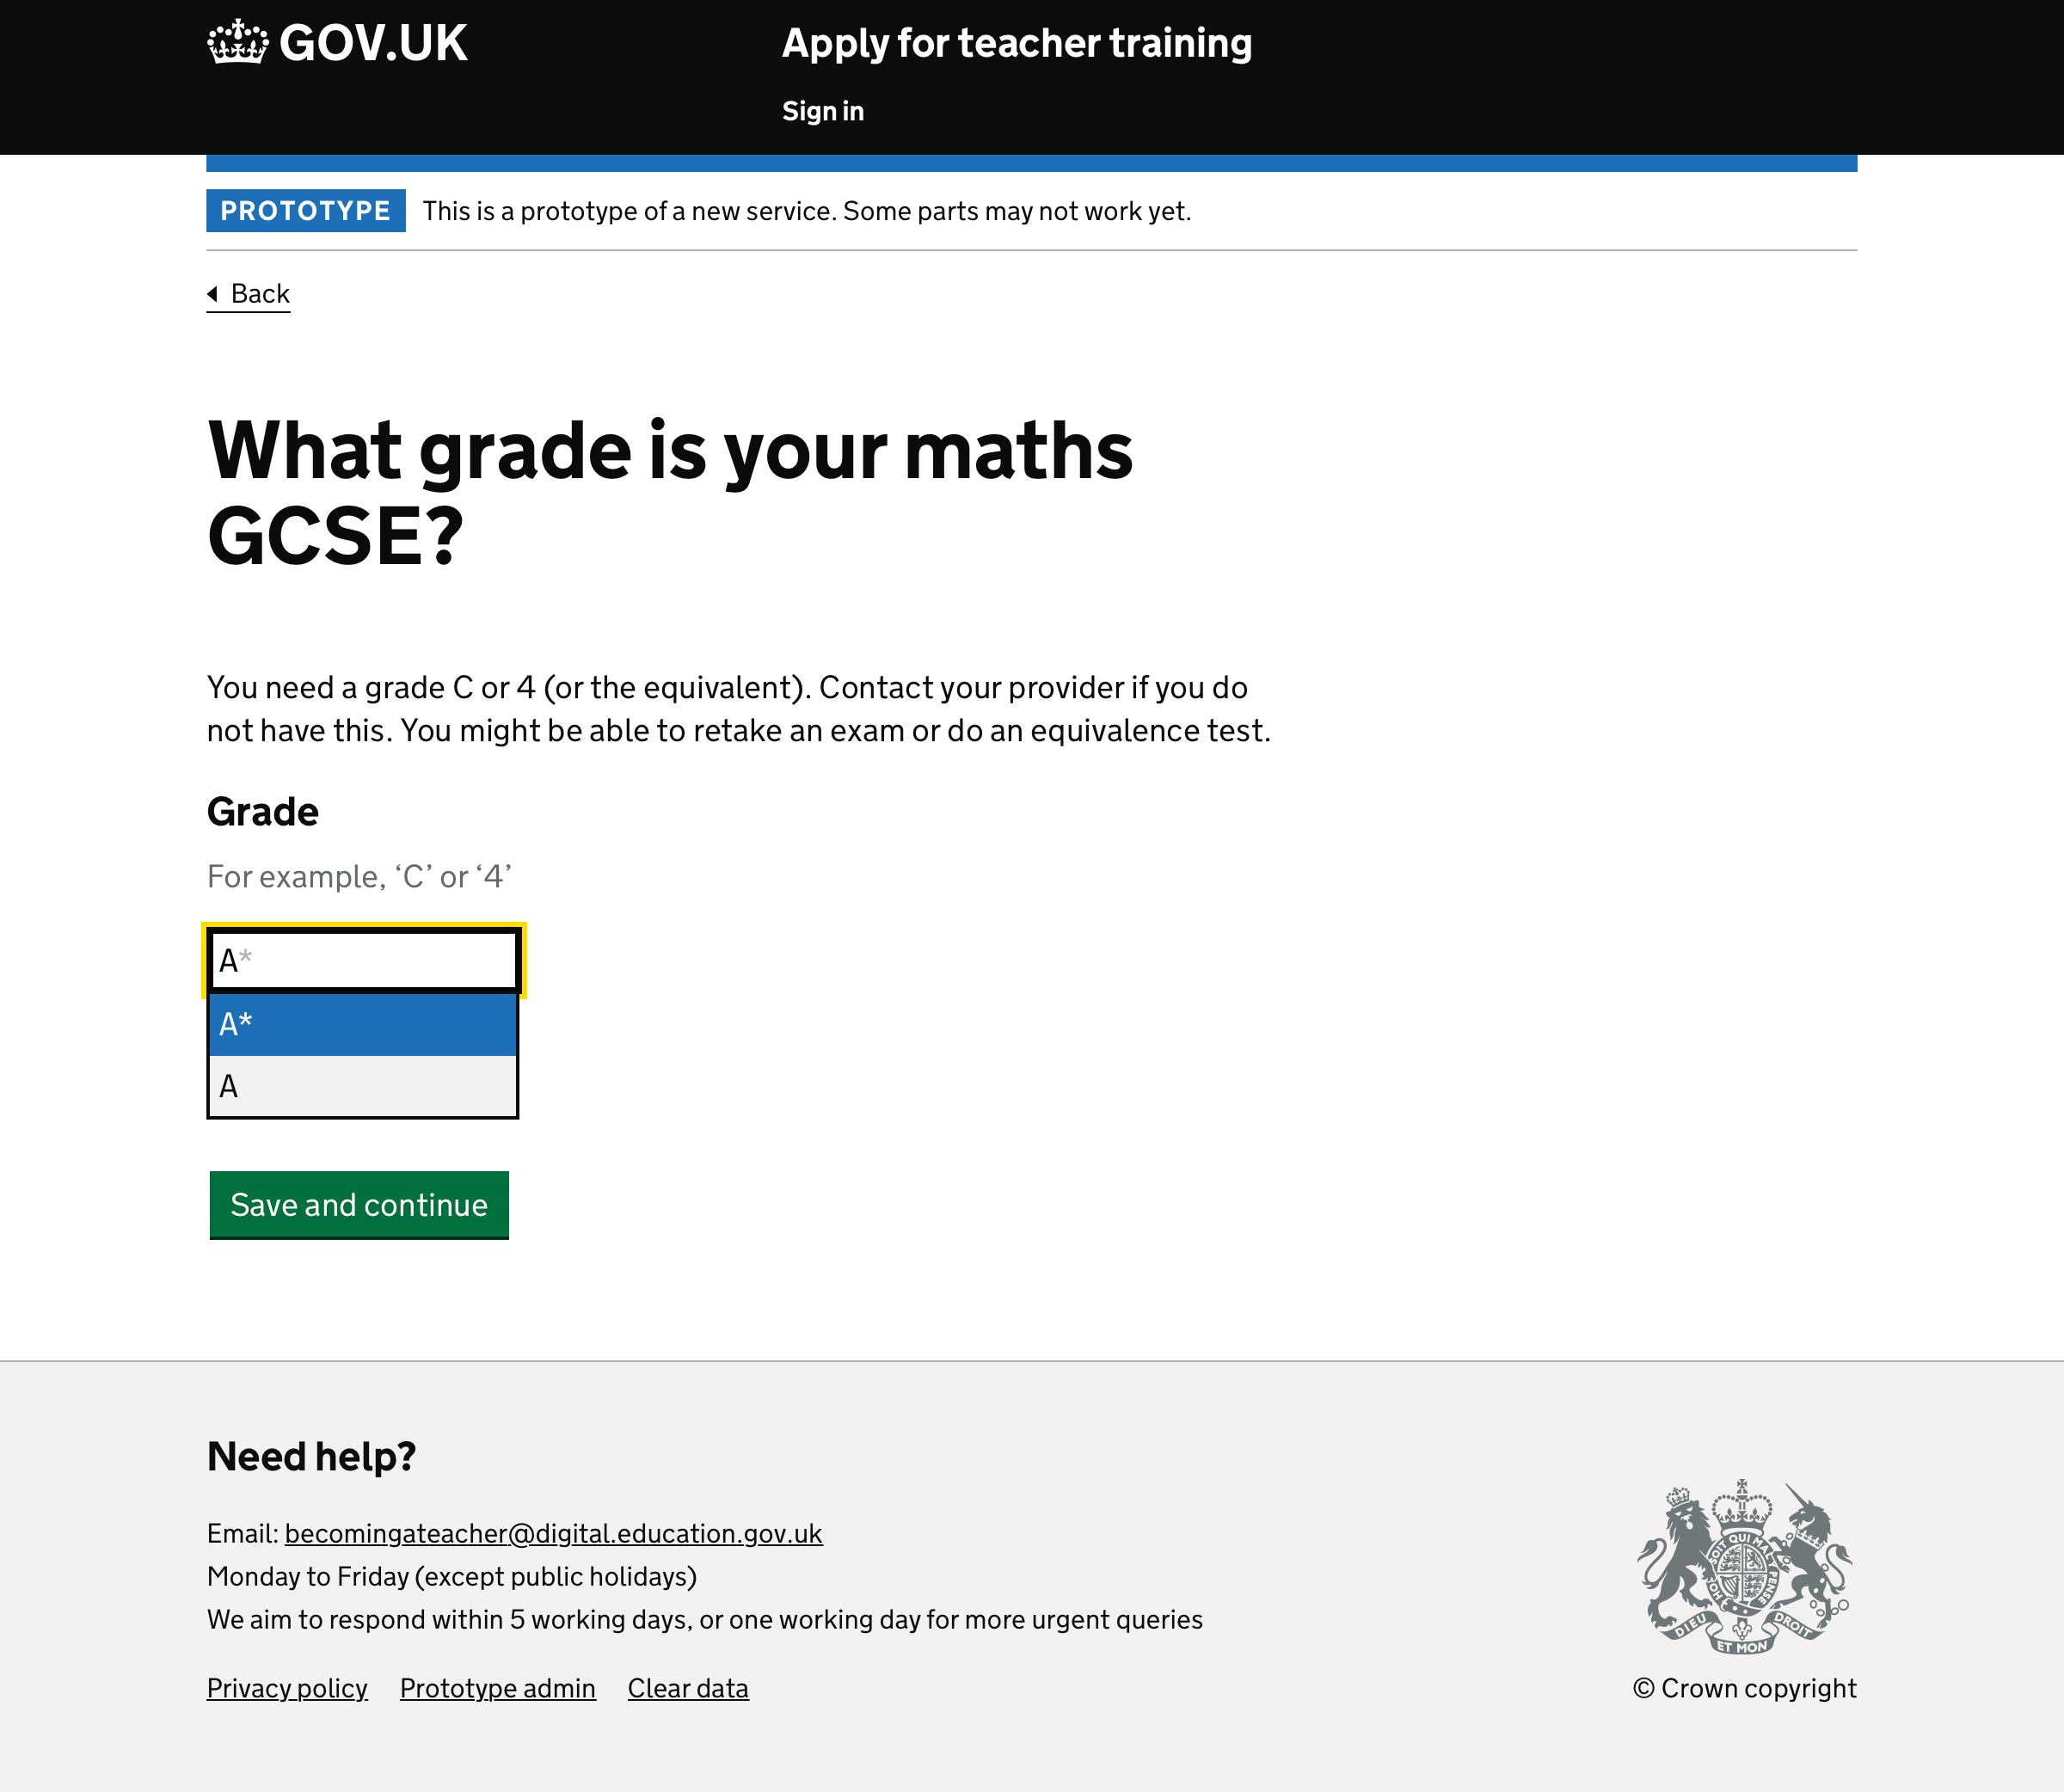 GOV.UK
Apply for teacher training
Sign in
PROTOTYPE This is a prototype of a new service. Some parts may not work yet.
Back
What grade is your maths
GCSE?
You need a grade C or 4 (or the equivalent). Contact your provider if you do
not have this. You might be able to retake an exam or do an equivalence test.
Grade
For example, ‘C’ or ‘4’
A*
A*
A
Save and continue
Need help?
Email: becomingateacher@digital.education.gov.uk
Monday to Friday (except public holidays)
We aim to respond within 5 working days, or one working day for more urgent queries
Privacy policy Prototype admin Clear data
SOIT QUI MAL Y PENSE
DIEU ET MON DROIT
© Crown copyright